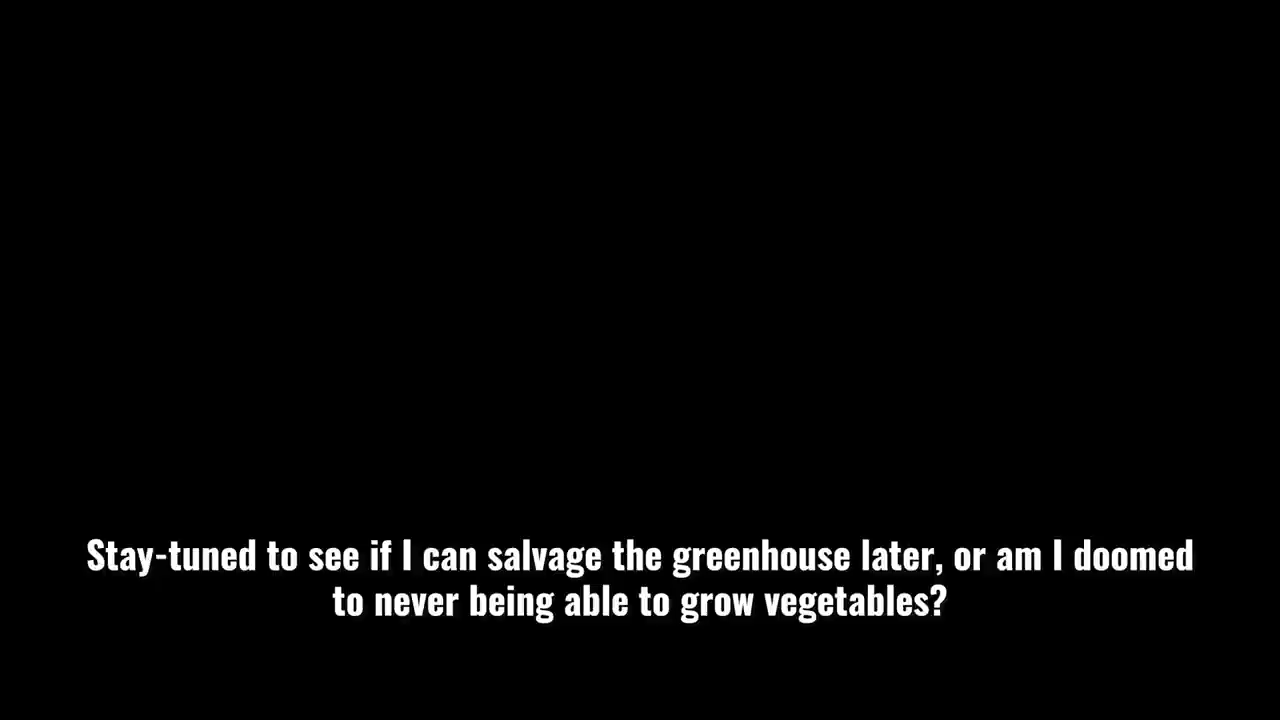 Stay-tuned to see if I can salvage the greenhouse later, or am I doomed
to never being able to grow vegetables?